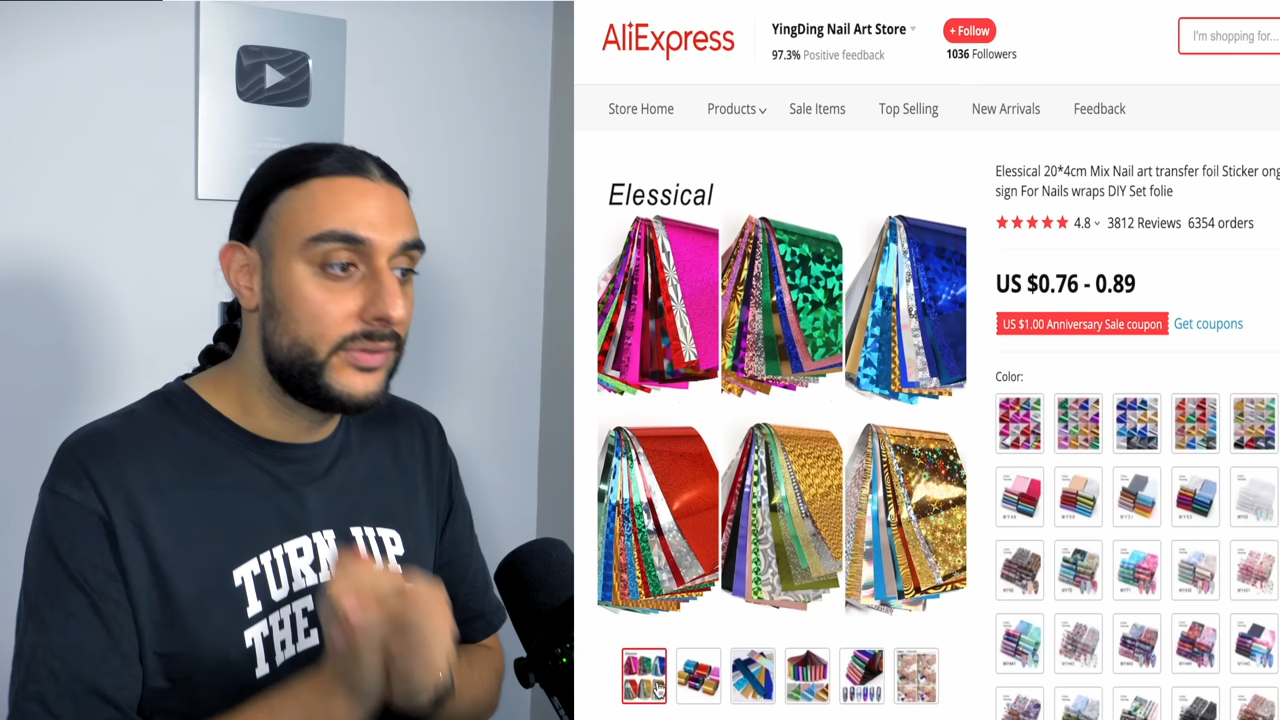 AliExpress
YingDing Nail Art Store
97.3% Positive feedback
+ Follow
1036 Followers
I'm shopping for...
Store Home
Products
Sale Items
Top Selling
New Arrivals
Feedback
Elessical
Elessical 20*4cm Mix Nail art transfer foil Sticker
sign For Nails wraps DIY Set folie
4.8
3812 Reviews
6354 orders
US $0.76 - 0.89
US $1.00 Anniversary Sale coupon
Get coupons
Color:
TURN UP
THE